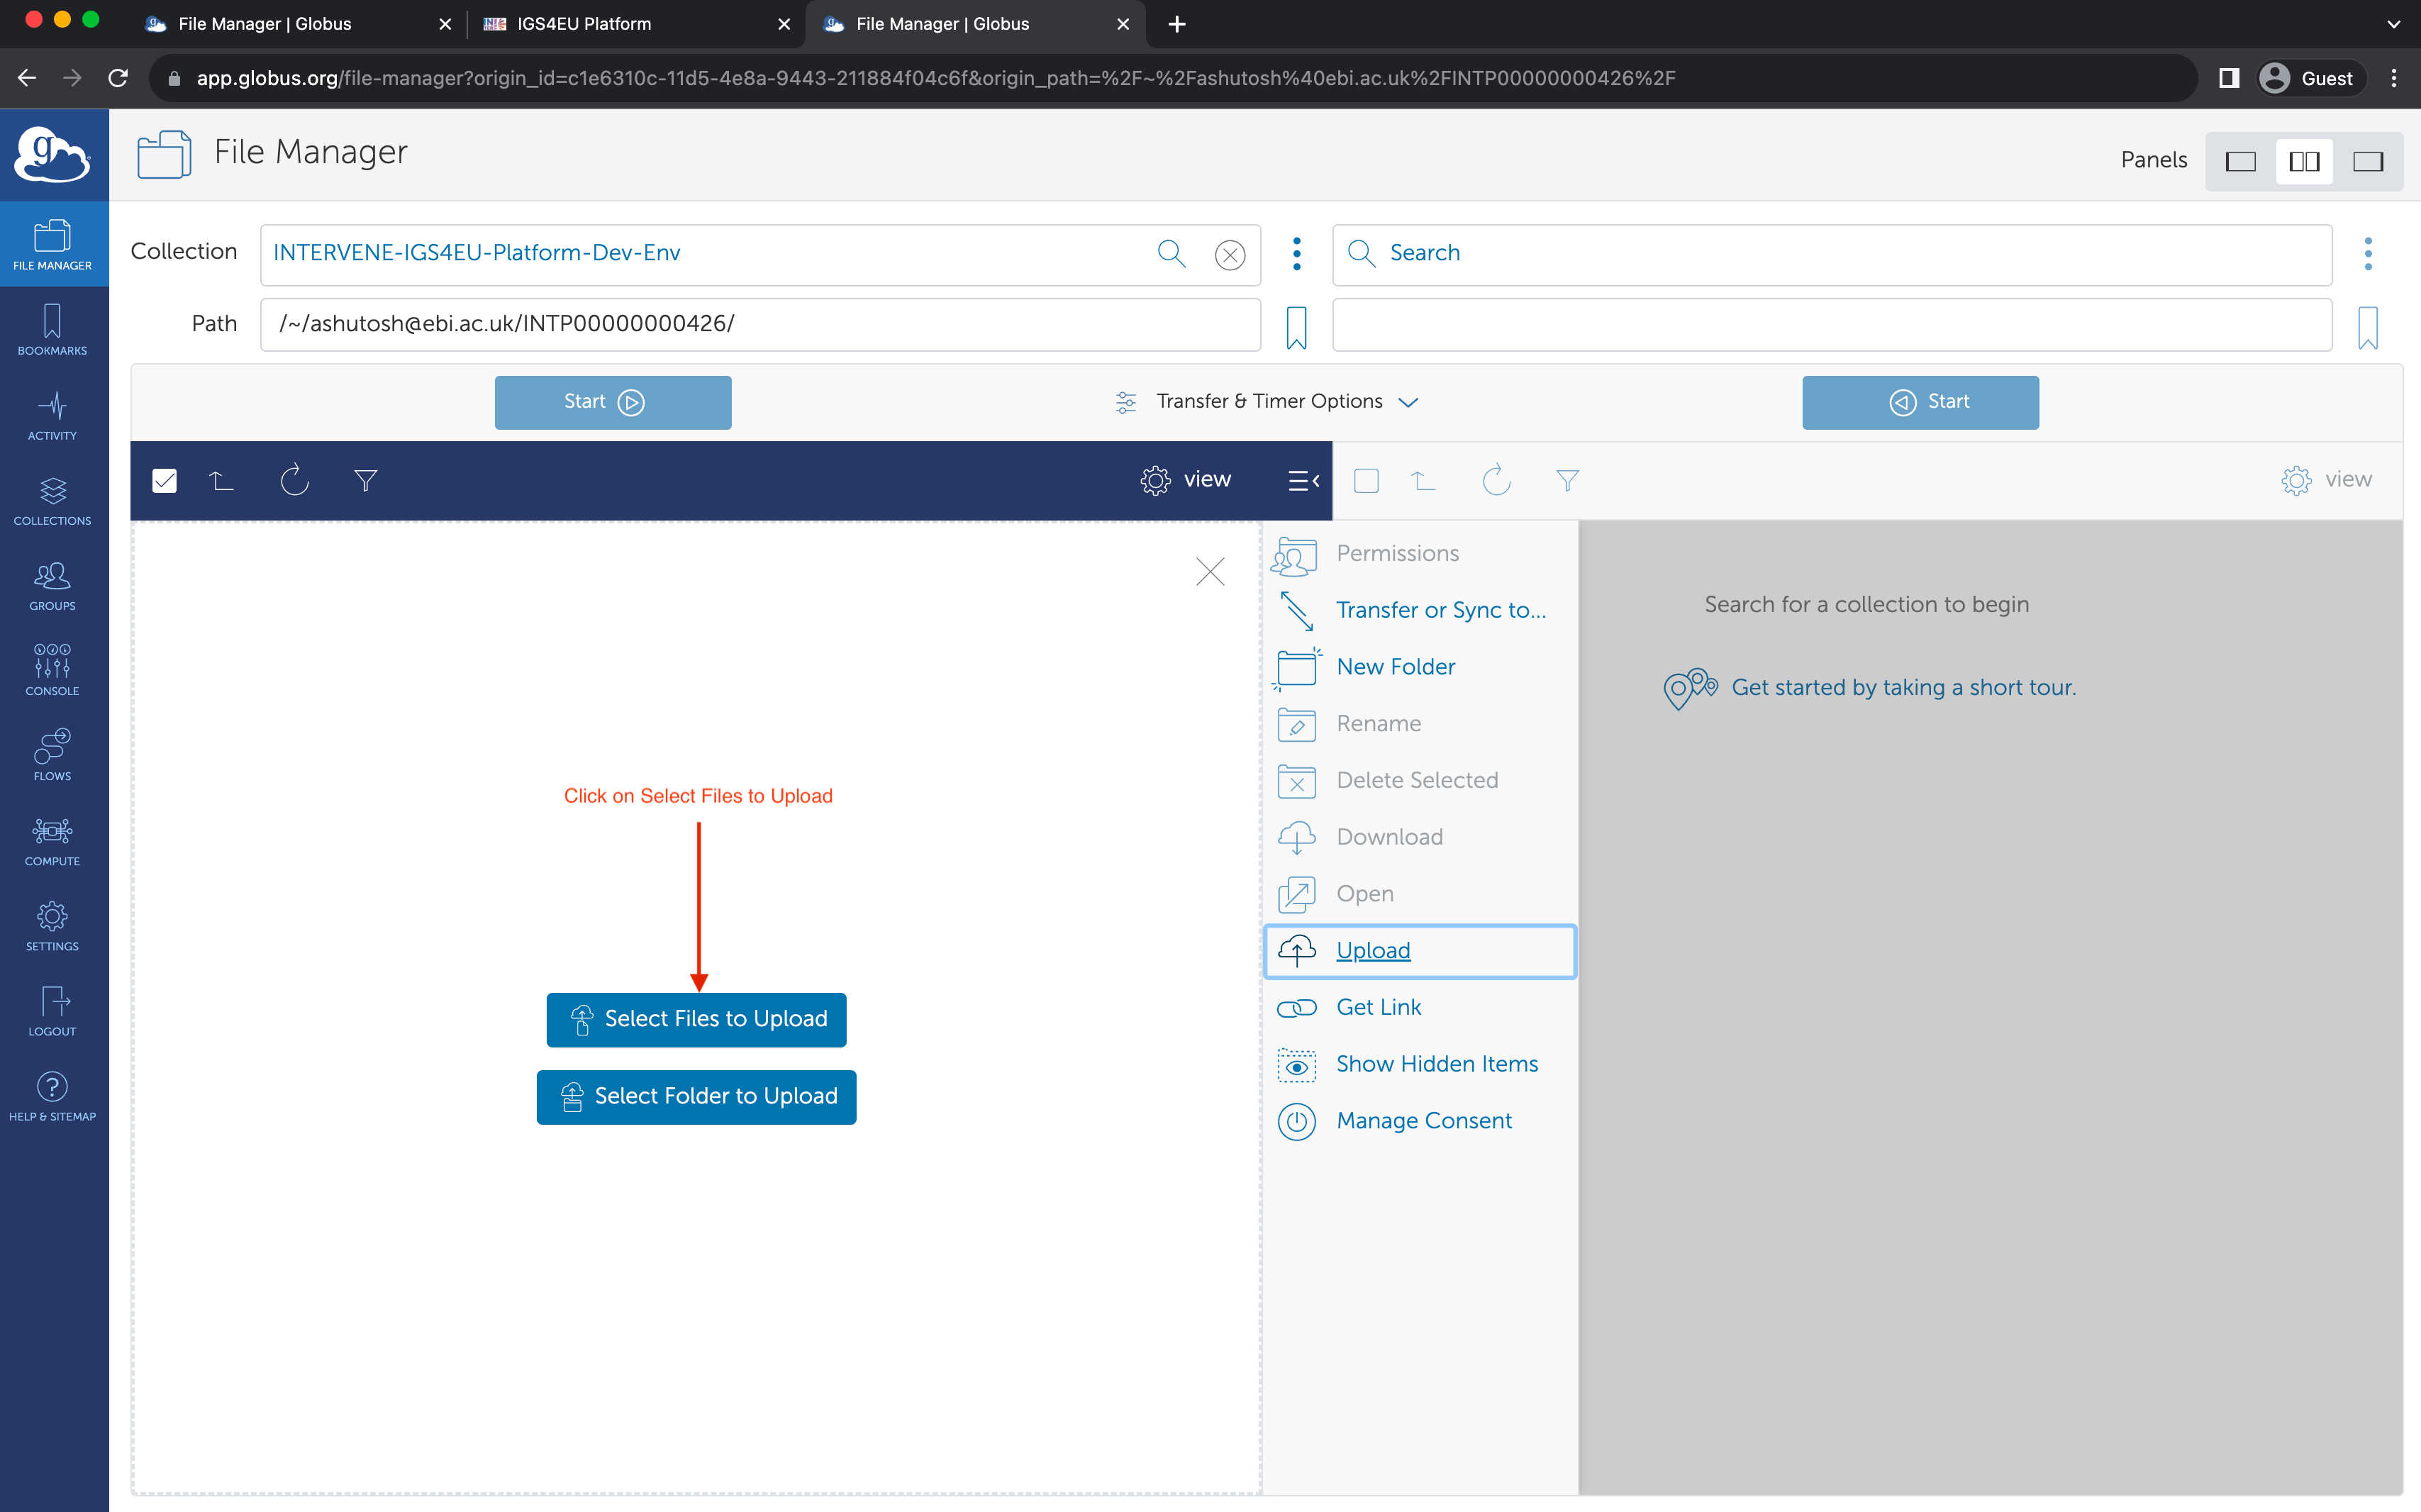 File Manager | Globus
IGS4EU Platform
File Manager | Globus
app.globus.org/file-manager?origin_id=c1e6310c-11d5-4e8a-9443-211884f04c6f&origin_path=%2F~%2Fashutosh%40ebi.ac.uk%2FINTP00000000426%2F
Guest
g
File Manager
Panels
FILE MANAGER
Collection
INTERVENE-IGS4EU-Platform-Dev-Env
Search
Path
/~/ashutosh@ebi.ac.uk/INTP00000000426/
BOOKMARKS
Start
Transfer & Timer Options
Start
ACTIVITY
view
view
COLLECTIONS
Permissions
Transfer or Sync to...
Search for a collection to begin
GROUPS
New Folder
Get started by taking a short tour.
CONSOLE
Rename
FLOWS
Delete Selected
Click on Select Files to Upload
Download
COMPUTE
Open
SETTINGS
Upload
Select Files to Upload
Get Link
LOGOUT
Show Hidden Items
Select Folder to Upload
HELP & SITEMAP
Manage Consent